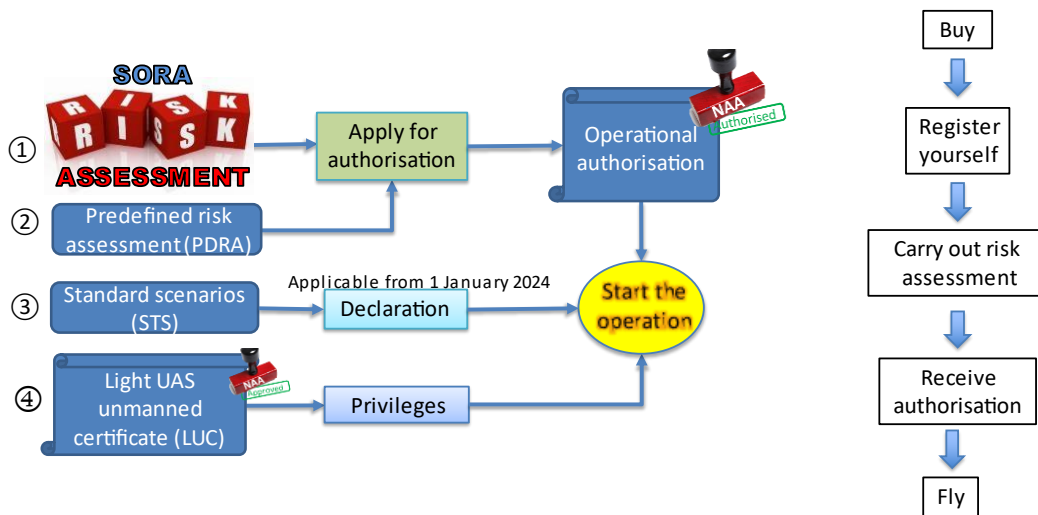 SORA
RISK
RISK
ASSESSMENT
①
Apply for
authorisation
Operational
authorisation
NAA
Authorised
②
Predefined risk
assessment (PDRA)
③
Standard scenarios
(STS)
Applicable from 1 January 2024
Declaration
Start the
operation
④
Light UAS
unmanned
certificate (LUC)
NAA
Approved
Privileges
Buy
Register
yourself
Carry out risk
assessment
Receive
authorisation
Fly